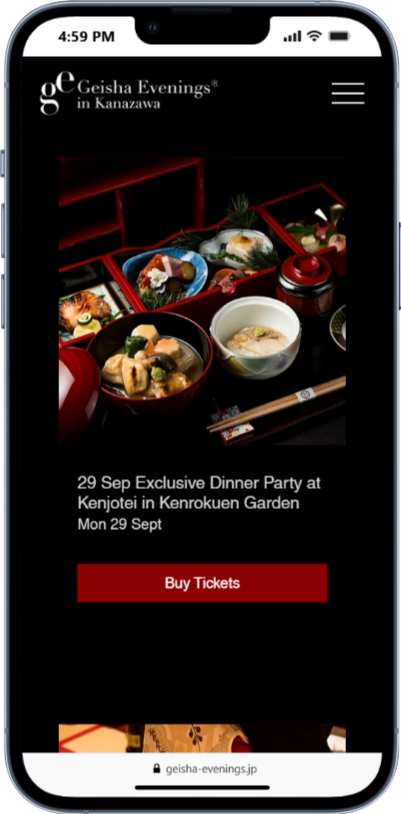 4:59 PM
ge Geisha Evenings®
in Kanazawa
29 Sep Exclusive Dinner Party at
Kenjotei in Kenrokuen Garden
Mon 29 Sept
Buy Tickets
geisha-evenings.jp